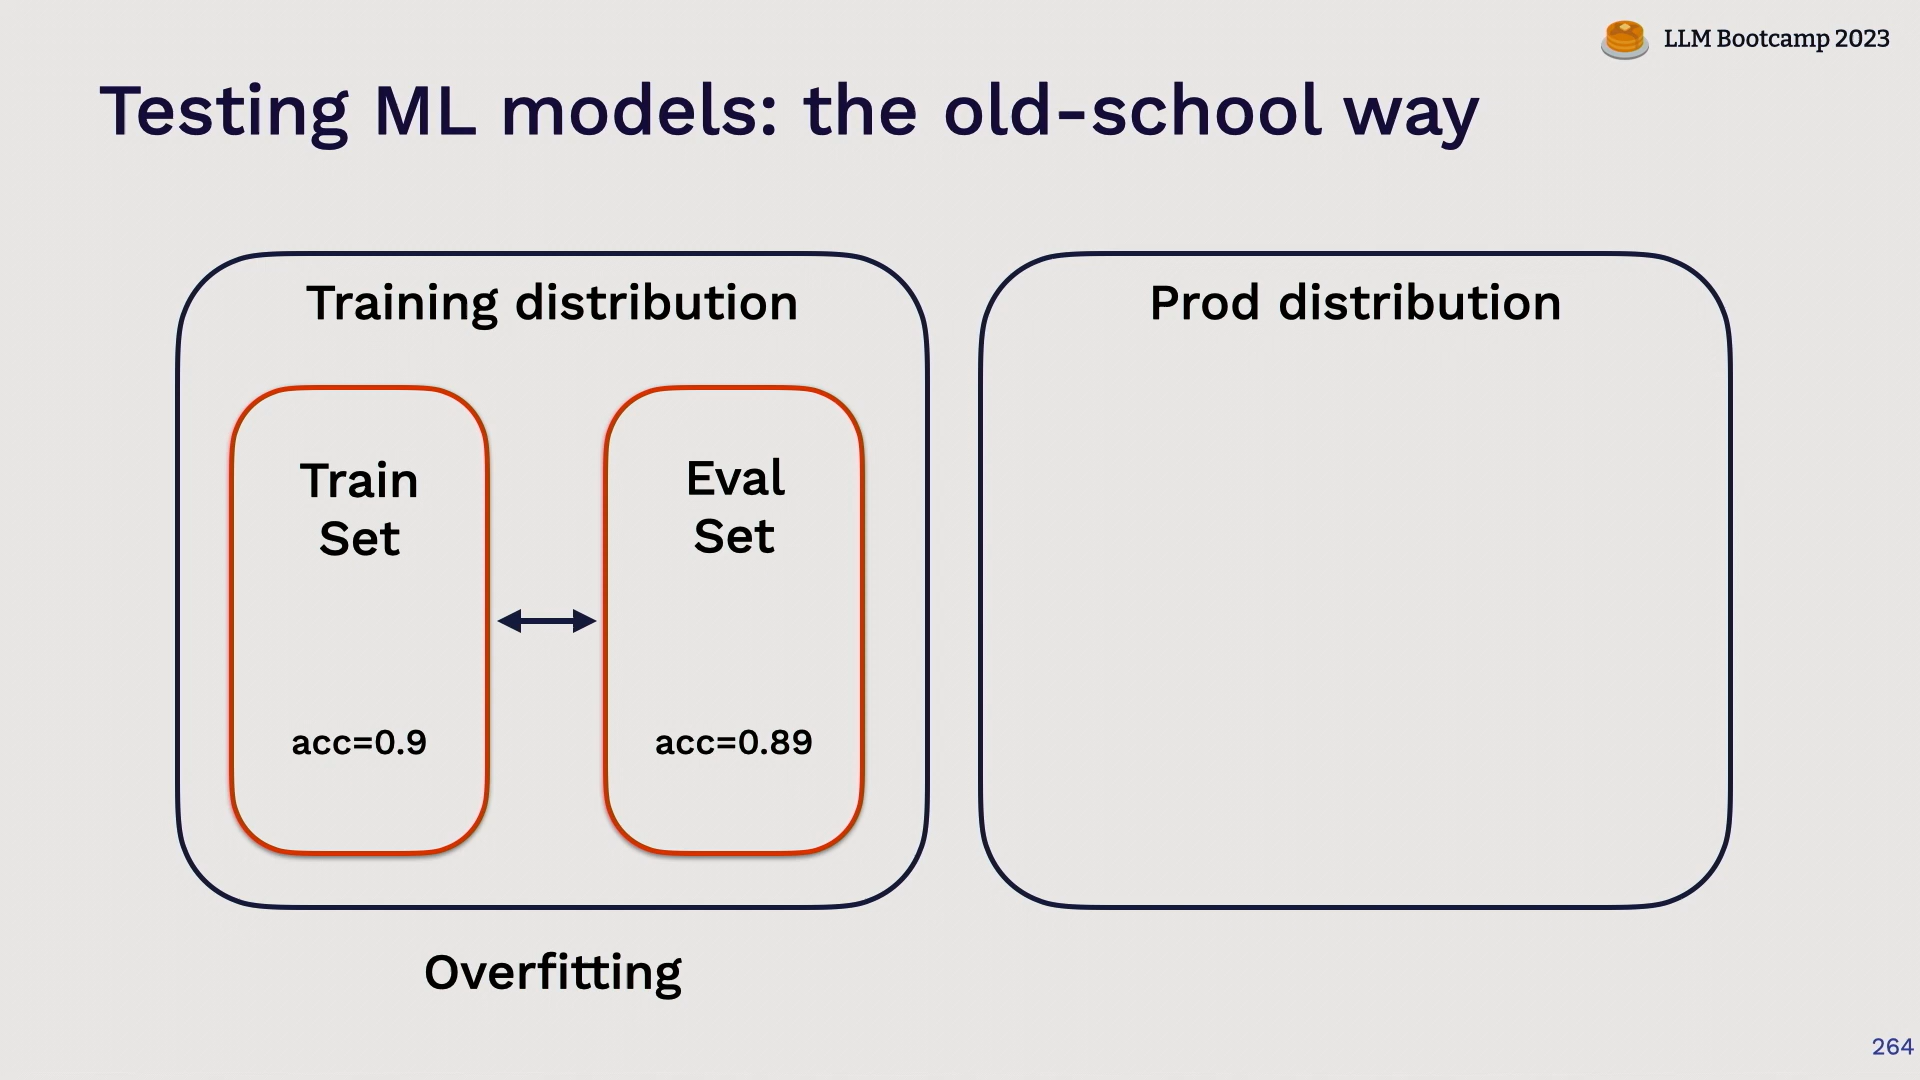 LLM Bootcamp 2023
Testing ML models: the old-school way
Training distribution
Train
Set
acc=0.9
Eval
Set
acc=0.89
Overfitting
Prod distribution
264